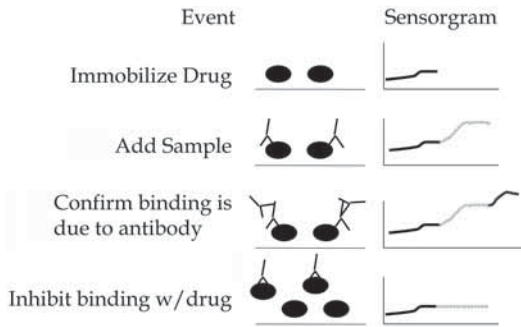 Event Sensorgram
Immobilize Drug
Add Sample
Confirm binding is
due to antibody
Inhibit binding w/drug